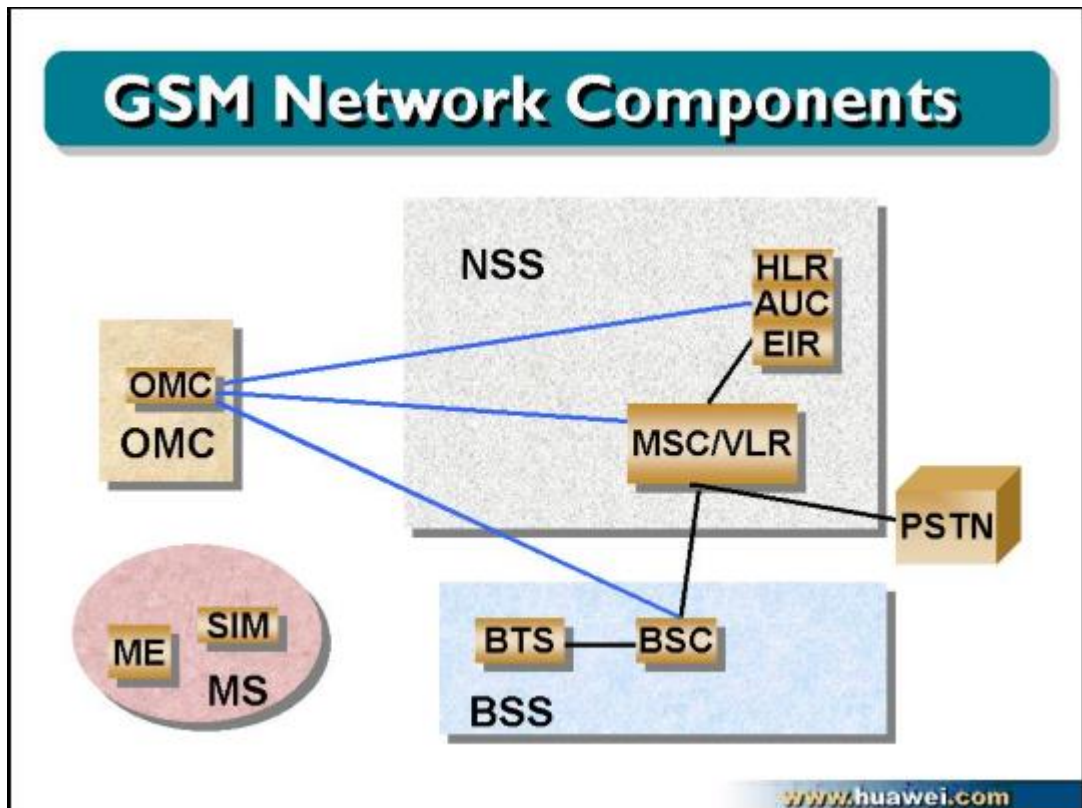 GSM Network Components
NSS
HLR
AUC
EIR
OMC
OMC
MSC/VLR
PSTN
SIM
ME
MS
BTS
BSC
BSS
www.huawei.com